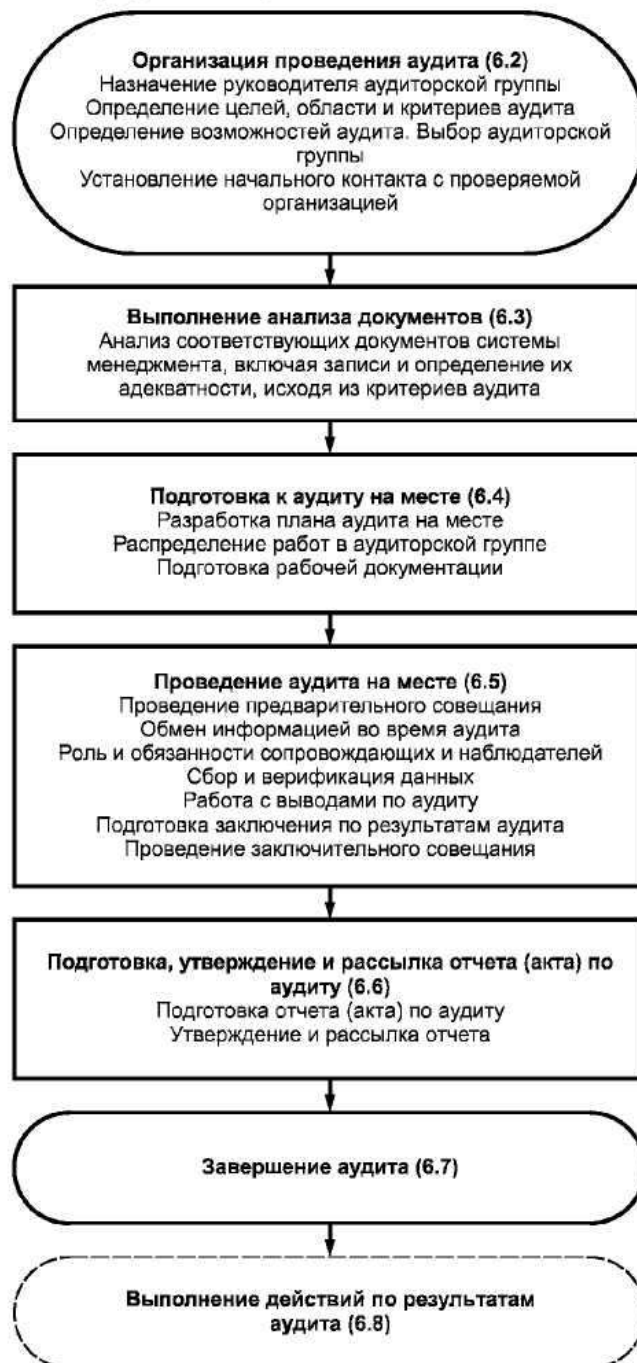 Организация проведения аудита (6.2)
Назначение руководителя аудиторской группы
Определение целей, области и критериев аудита
Определение возможностей аудита. Выбор аудиторской
группы
Установление начального контакта с проверяемой
организацией
Выполнение анализа документов (6.3)
Анализ соответствующих документов системы
менеджмента, включая записи и определение их
адекватности, исходя из критериев аудита
Подготовка к аудиту на месте (6.4)
Разработка плана аудита на месте
Распределение работ в аудиторской группе
Подготовка рабочей документации
Проведение аудита на месте (6.5)
Проведение предварительного совещания
Обмен информацией во время аудита
Роль и обязанности сопровождающих и наблюдателей
Сбор и верификация данных
Работа с выводами по аудиту
Подготовка заключения по результатам аудита
Проведение заключительного совещания
Подготовка, утверждение и рассылка отчета (акта) по
аудиту (6.6)
Подготовка отчета (акта) по аудиту
Утверждение и рассылка отчета
Завершение аудита (6.7)
Выполнение действий по результатам
аудита (6.8)